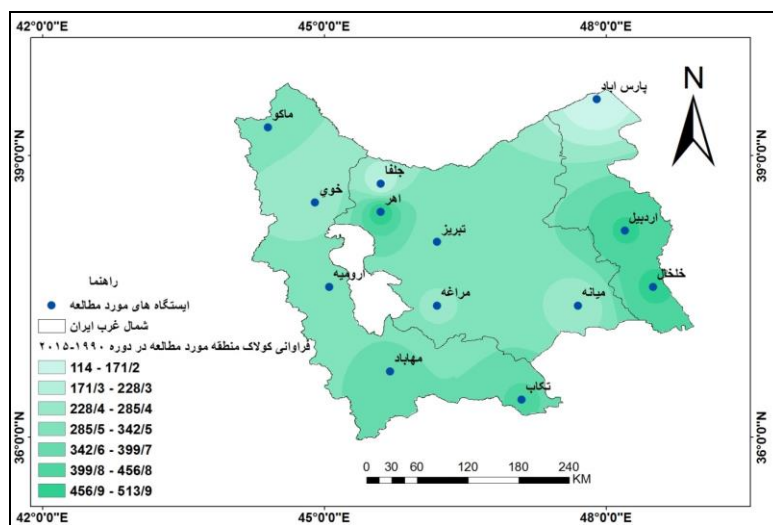 42°0'0"E
45°0'0"E
48°0'0"E
N
39°0'0"N
36°0'0"N
39°0'0"N
36°0'0"N
پارس اباد
ماکو
جلفا
خوی
اهر
تبریز
اردبیل
ارومیه
خلخال
مراغه
میانه
مهاباد
تکاب
راهنما
ایستگاه های مورد مطالعه
شمال غرب ایران
فراوانی کولاک منطقه مورد مطالعه در دوره ۱۹۹۰-۲۰۱۵
114 - 171/2
171/3 - 228/3
228/4 - 285/4
285/5 - 342/5
342/6 - 399/7
399/8 - 456/8
456/9 - 513/9
0 30 60 120 180 240
KM
42°0'0"E
45°0'0"E
48°0'0"E